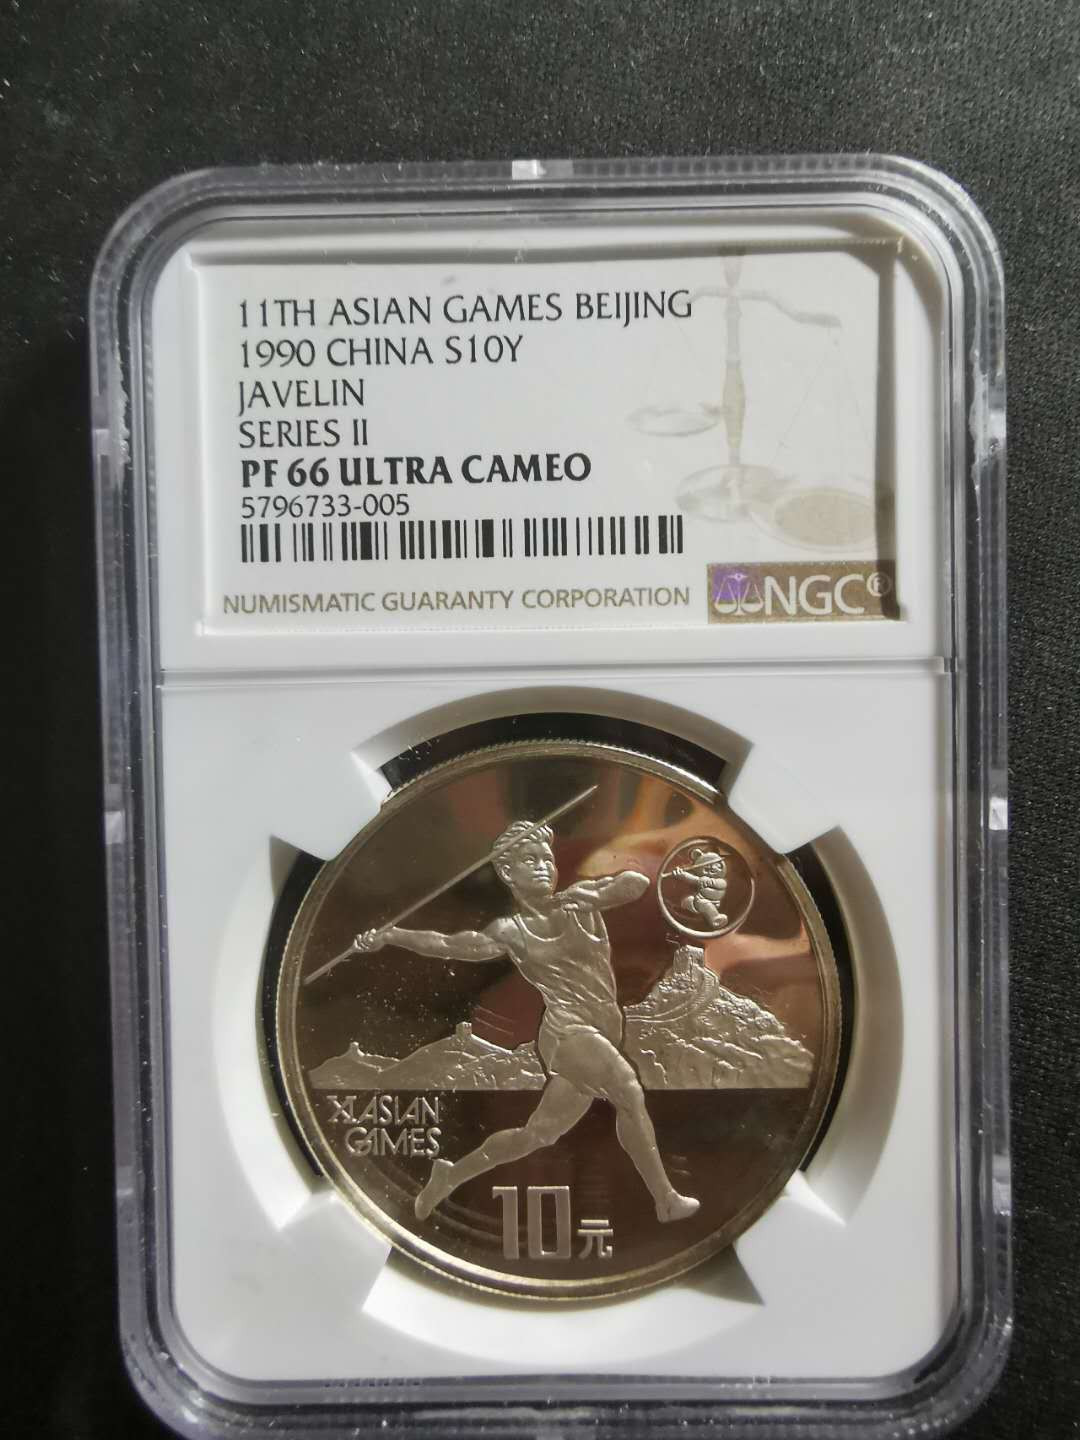 11TH ASIAN GAMES BEIJING
1990 CHINA S10Y
JAVELIN
SERIES II
PF 66 ULTRA CAMEO
5796733-005
NUMISMATIC GUARANTY CORPORATION
NGC®
XI ASIAN
GAMES
10元